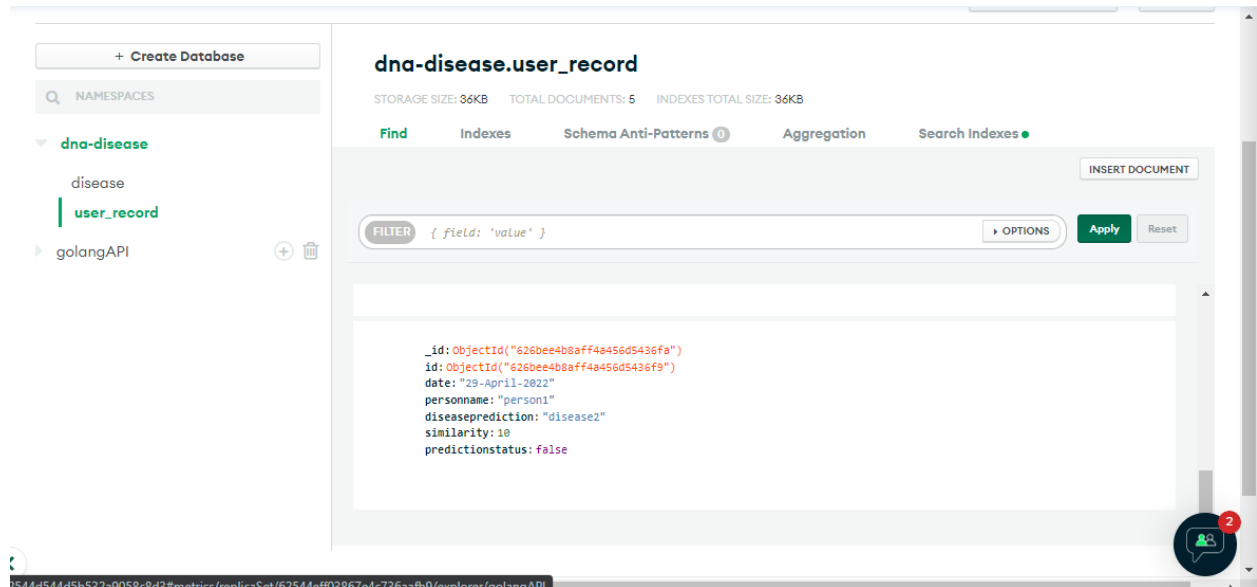 + Create Database
NAMESPACES
dna-disease
disease
user_record
golangAPI
dna-disease.user_record
STORAGE SIZE: 36KB TOTAL DOCUMENTS: 5 INDEXES TOTAL SIZE: 36KB
Find Indexes Schema Anti-Patterns 0 Aggregation Search Indexes
INSERT DOCUMENT
FILTER { field: 'value' } OPTIONS Apply Reset
_id: ObjectId("626bee4b8aff4a456d5436fa")
id: ObjectId("626bee4b8aff4a456d5436f9")
date: "29-April-2022"
personname: "person1"
diseaseprediction: "disease2"
similarity: 10
predictionstatus: false
2